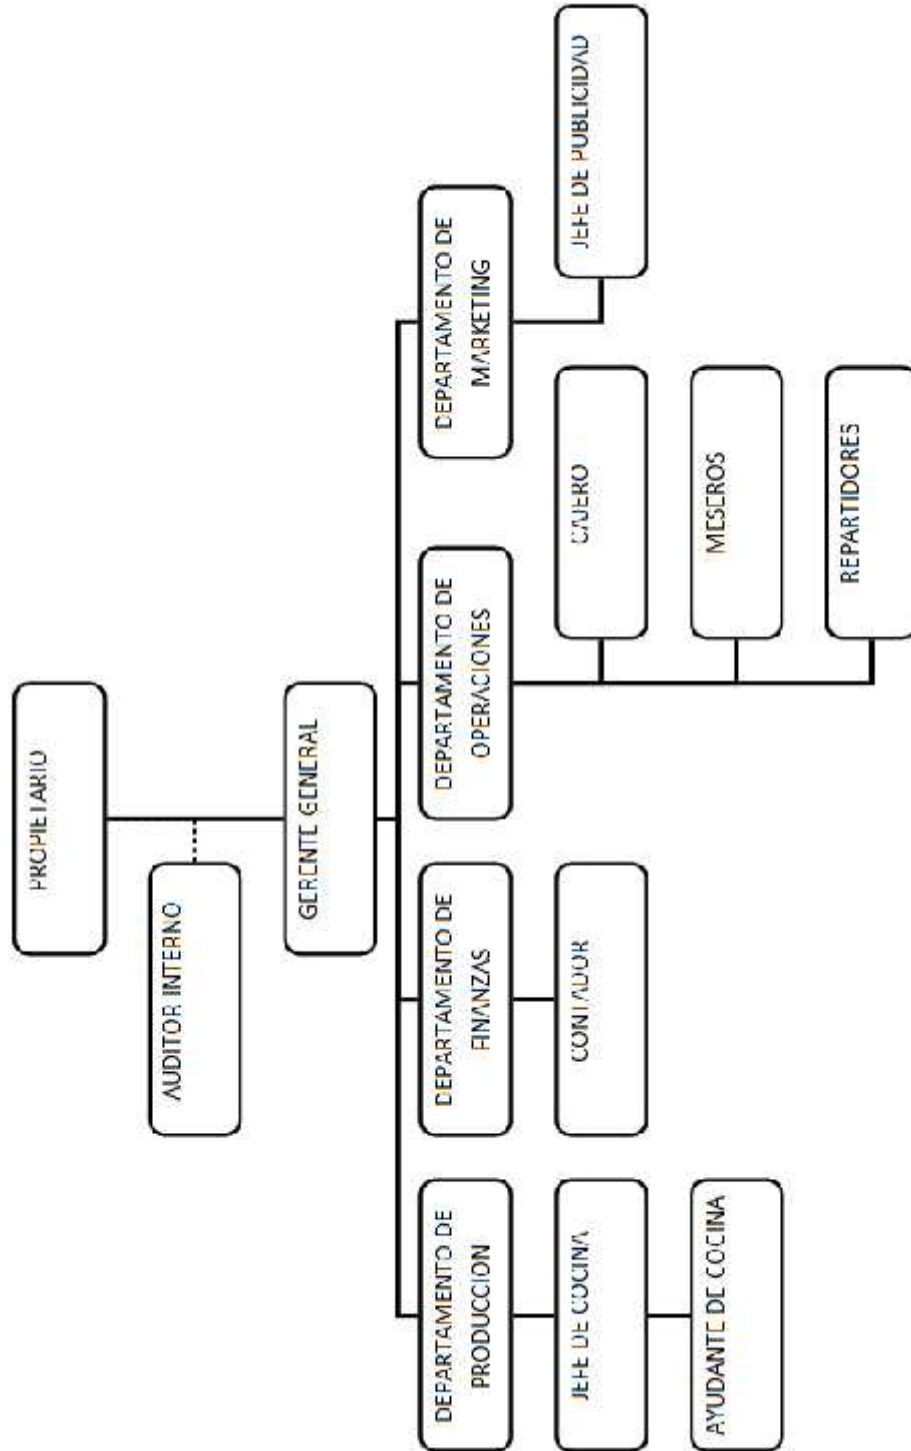 PROPIETARIO
AUDITOR INTERNO
GERENTE GENERAL
DEPARTAMENTO DE
PRODUCCION
DEPARTAMENTO DE
FINANZAS
DEPARTAMENTO DE
OPERACIONES
DEPARTAMENTO DE
MARKETING
JEFE DE COCINA
CONTADOR
CAJERO
JEFE DE PUBLICIDAD
AYUDANTE DE COCINA
MESEROS
REPARTIDORES